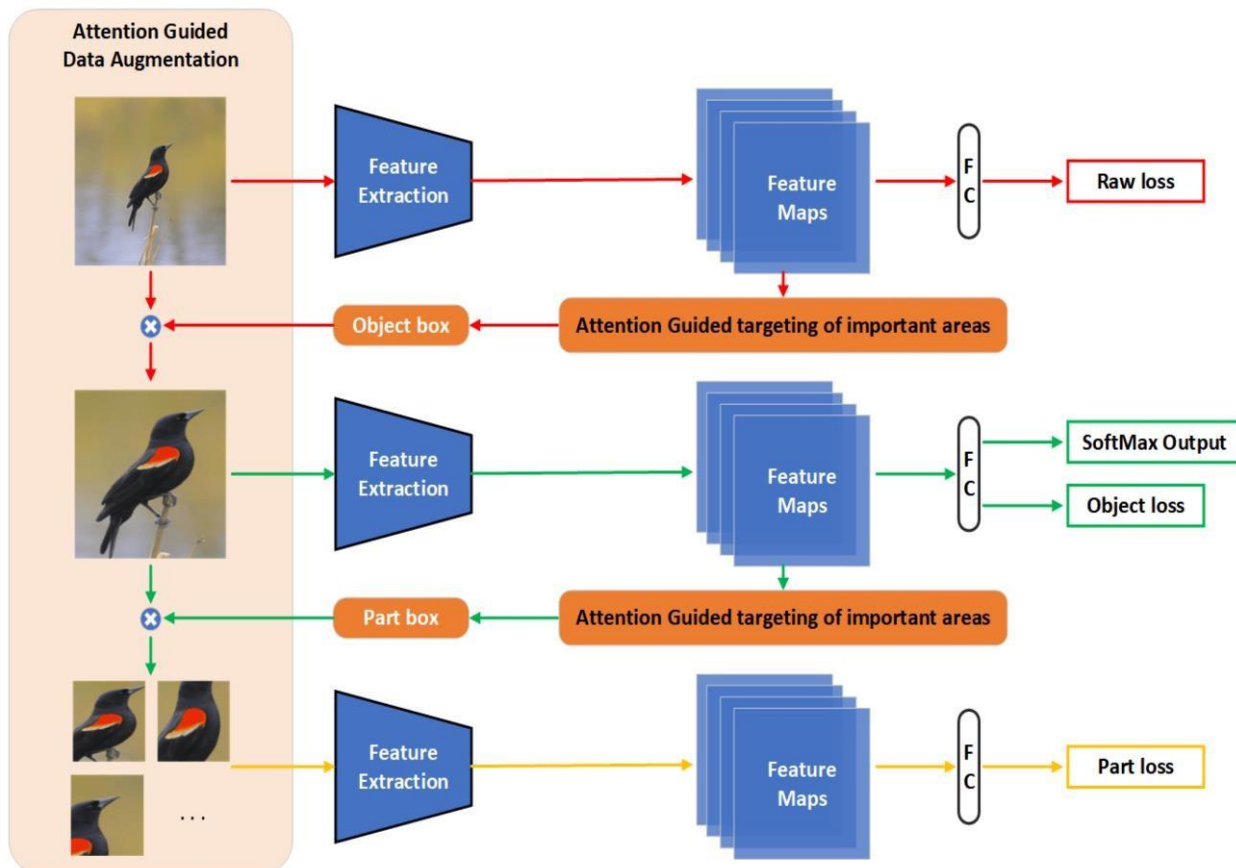 Attention Guided
Data Augmentation
Feature
Extraction
Feature
Maps
F
C
Raw loss
Object box
Attention Guided targeting of important areas
Feature
Extraction
Feature
Maps
F
C
SoftMax Output
Object loss
Part box
Attention Guided targeting of important areas
Feature
Extraction
Feature
Maps
F
C
Part loss
. . .